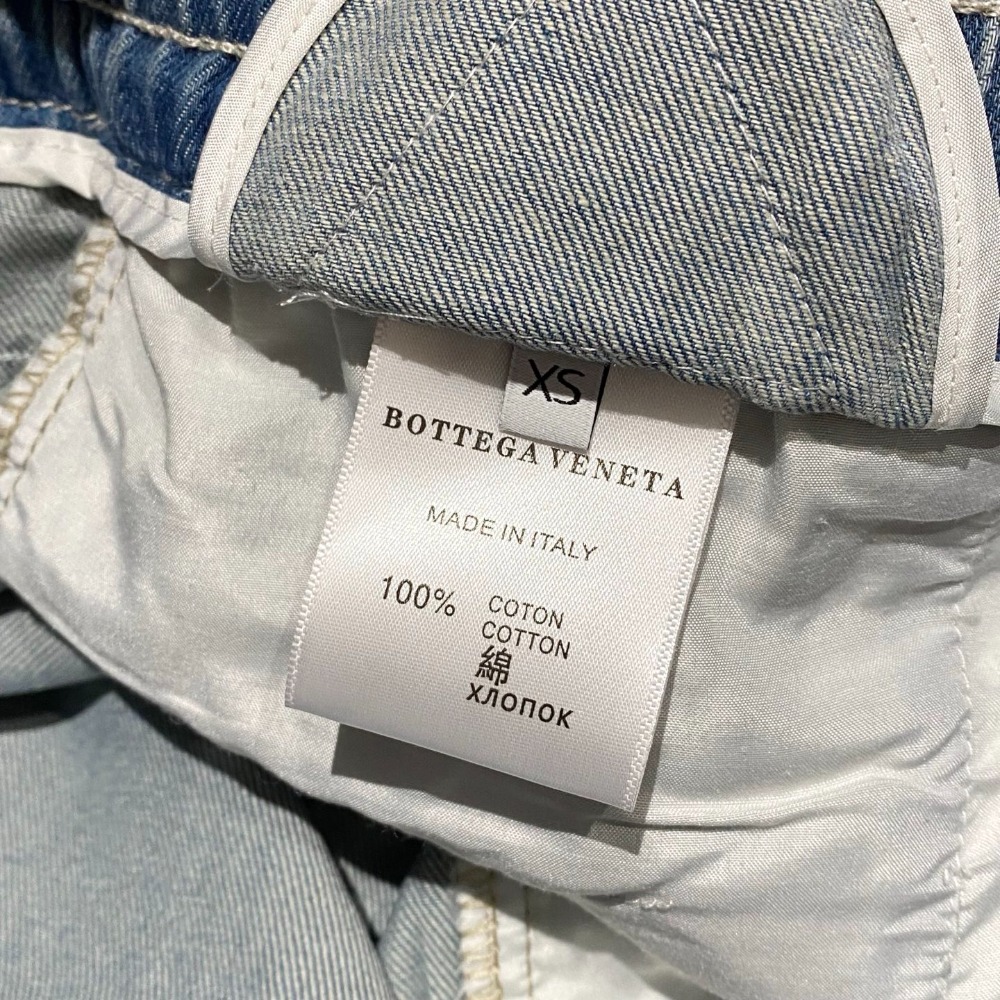 XS
BOTTEGA VENETA
MADE IN ITALY
100% COTON
COTTON
綿
ХЛОПОК